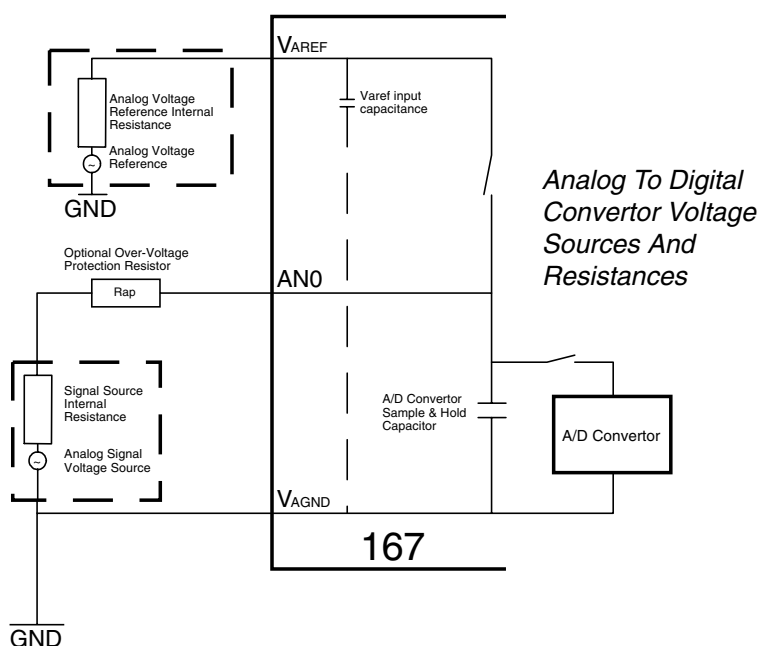 VAREF
Analog Voltage
Reference Internal
Resistance
Varef input
capacitance
Analog Voltage
Reference
~
GND
Analog To Digital
Convertor Voltage
Sources And
Resistances
Optional Over-Voltage
Protection Resistor
Rap
AN0
Signal Source
Internal
Resistance
A/D Convertor
Sample & Hold
Capacitor
A/D Convertor
Analog Signal
Voltage Source
~
VAGND
167
GND